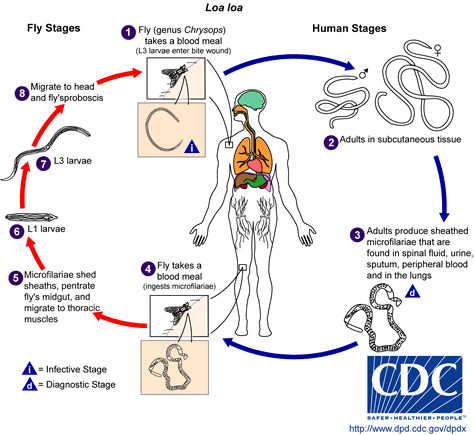 Loa loa
Fly Stages
Human Stages
1 Fly (genus Chrysops)
takes a blood meal
(L3 larvae enter bite wound)
i
♂
♀
2 Adults in subcutaneous tissue
3 Adults produce sheathed
microfilariae that are
found in spinal fluid, urine,
sputum, peripheral blood
and in the lungs
d
4 Fly takes a
blood meal
(ingests microfilariae)
5 Microfilariae shed
sheaths, pentrate
fly's midgut, and
migrate to thoracic
muscles
6 L1 larvae
7 L3 larvae
8 Migrate to head
and fly'sproboscis
i = Infective Stage
d = Diagnostic Stage
CDC
SAFER•HEALTHIER•PEOPLE™
http://www.dpd.cdc.gov/dpdx